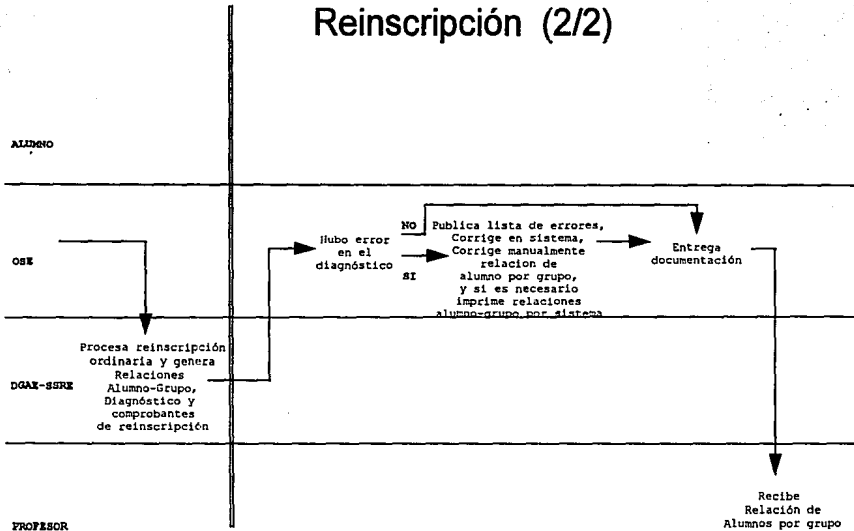 Reinscripción (2/2)
ALUMNO
OSE
Hubo error
en el
diagnóstico
NO
SI
Publica lista de errores,
Corrige en sistema,
Corrige manualmente
relacion de
alumno por grupo,
y si es necesario
imprime relaciones
alumno-grupo por sistema
Entrega
documentación
DGAE-SSRE
Procesa reinscripción
ordinaria y genera
Relaciones
Alumno-Grupo,
Diagnóstico y
comprobantes
de reinscripción
PROFESOR
Recibe
Relación de
Alumnos por grupo